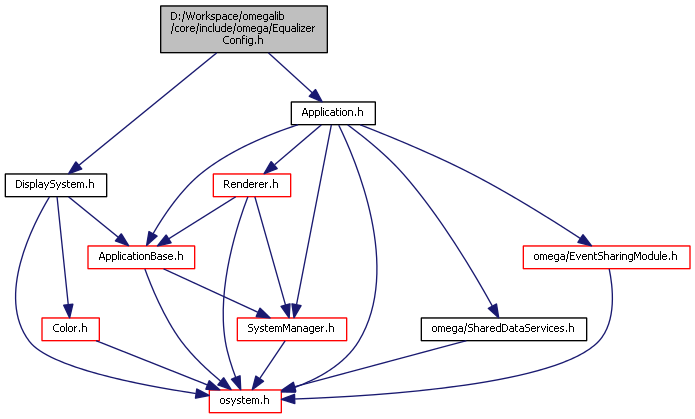 D:/Workspace/omegalib
/core/include/omega/Equalizer
Config.h
Application.h
DisplaySystem.h
Renderer.h
ApplicationBase.h
omega/EventSharingModule.h
Color.h
SystemManager.h
omega/SharedDataServices.h
osystem.h